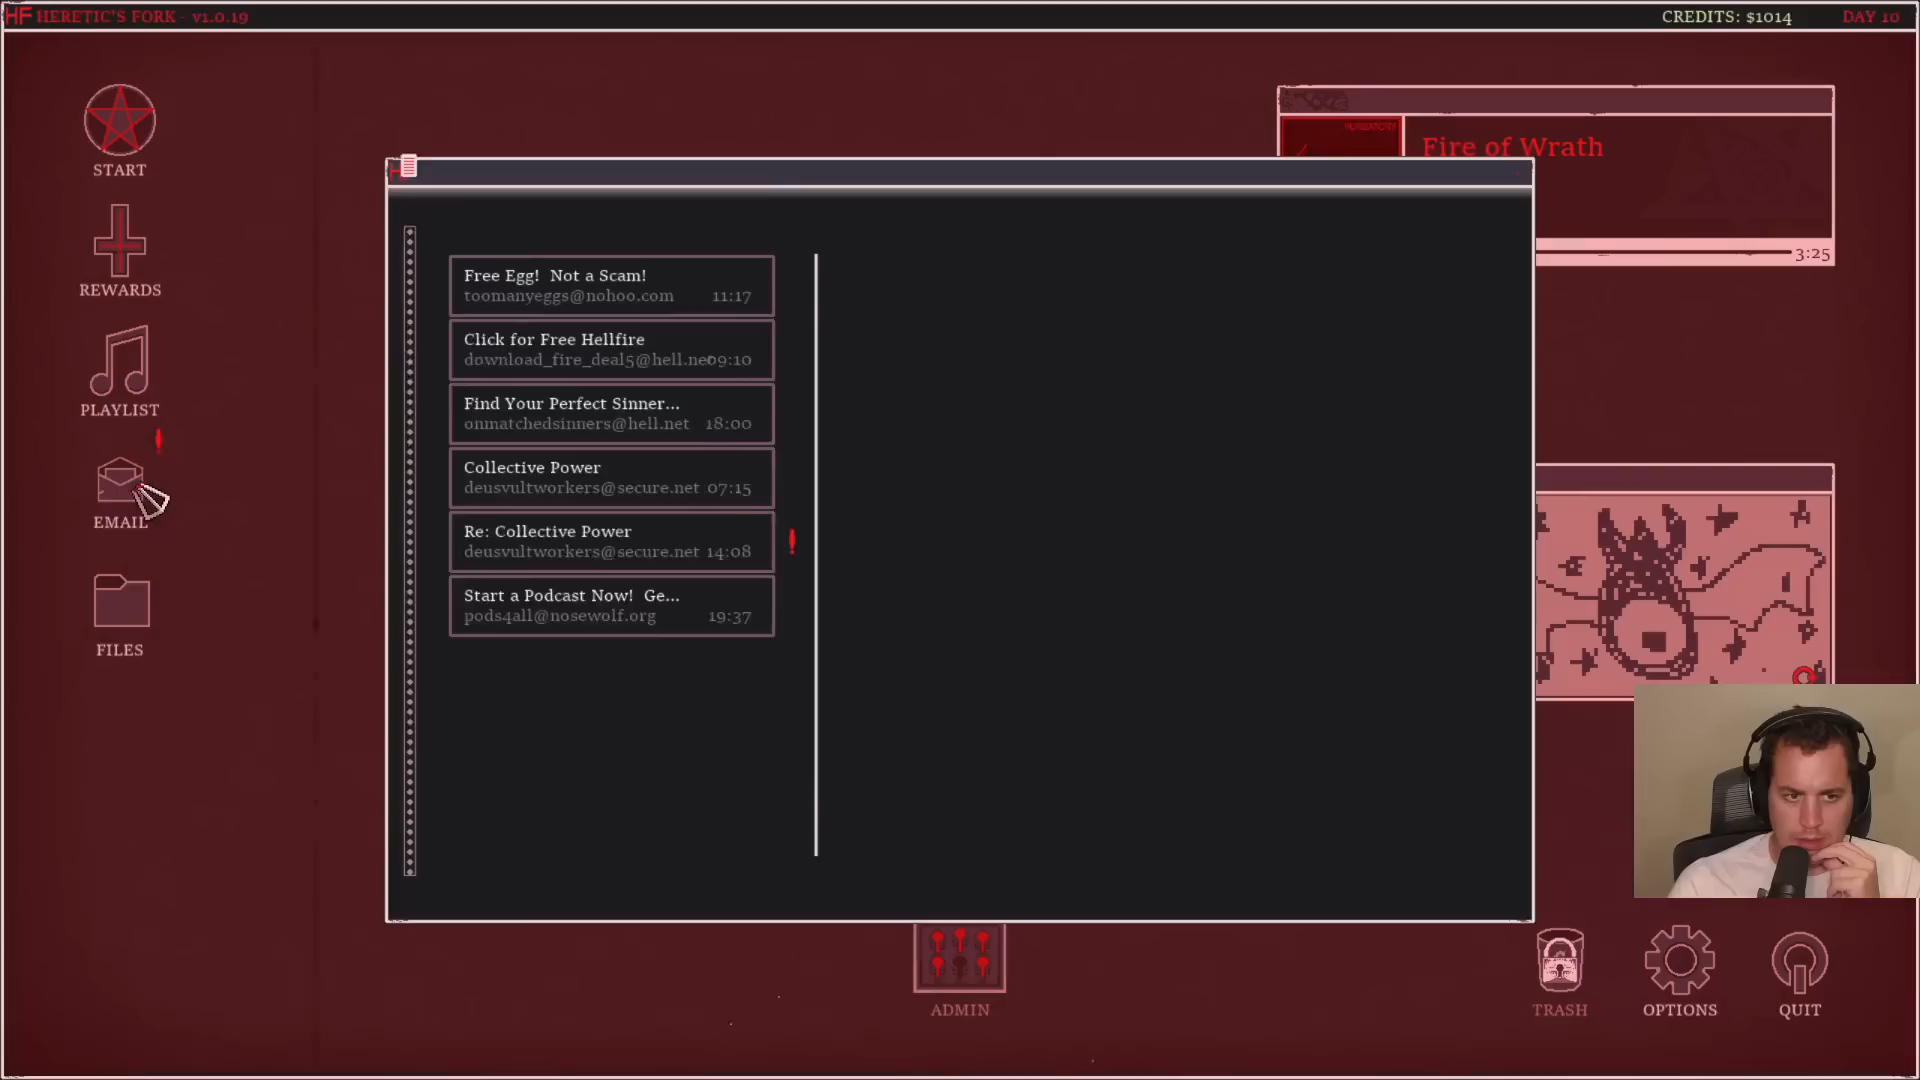 HF HERETIC'S FORK - v1.0.19
CREDITS: $1014
DAY 10
START
REWARDS
PLAYLIST
EMAIL
FILES
Fire of Wrath
3:25
Free Egg!  Not a Scam!
toomanyeggs@nohoo.com 11:17
Click for Free Hellfire
download_fire_deal5@hell.net 09:10
Find Your Perfect Sinner...
onmatchedsinners@hell.net 18:00
Collective Power
deusvultworkers@secure.net 07:15
Re: Collective Power
deusvultworkers@secure.net 14:08
Start a Podcast Now!  Ge...
pods4all@nosewolf.org 19:37
ADMIN
TRASH
OPTIONS
QUIT